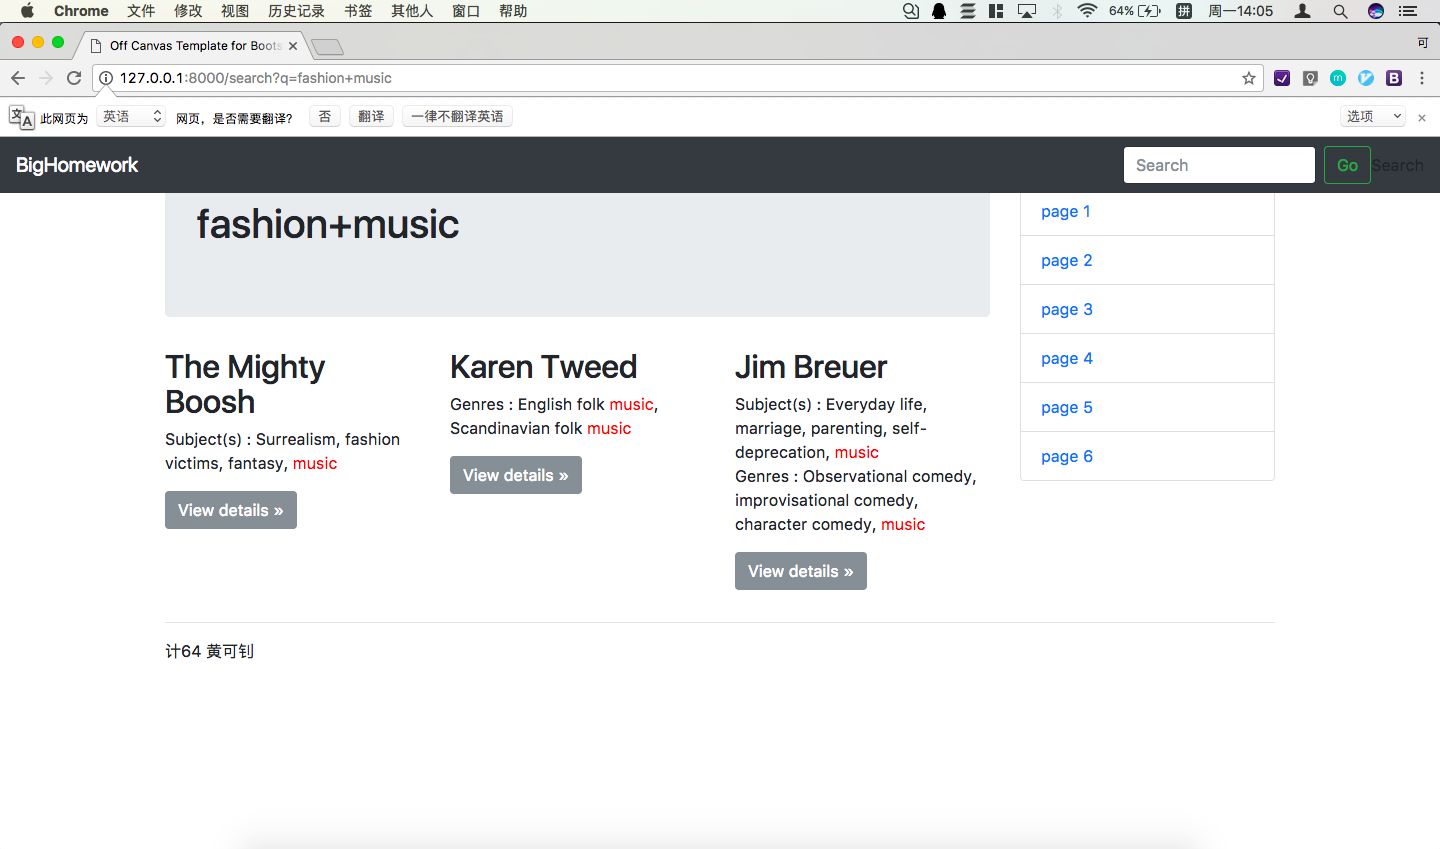 Chrome 文件 修改 视图 历史记录 书签 其他人 窗口 帮助 64% 拼 周一14:05
Off Canvas Template for Boots 可
127.0.0.1:8000/search?q=fashion+music
此网页为 英语 网页，是否需要翻译？ 否 翻译 一律不翻译英语 选项
BigHomework Search Go Search
fashion+music
page 1
page 2
page 3
page 4
page 5
page 6
The Mighty
Boosh
Subject(s) : Surrealism, fashion
victims, fantasy, music
View details »
Karen Tweed
Genres : English folk music,
Scandinavian folk music
View details »
Jim Breuer
Subject(s) : Everyday life,
marriage, parenting, self-
deprecation, music
Genres : Observational comedy,
improvisational comedy,
character comedy, music
View details »
计64 黄可钊